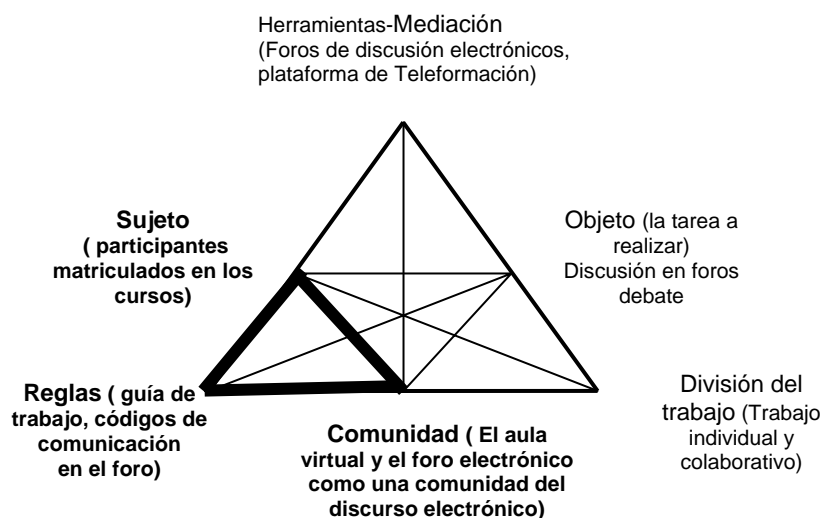 Herramientas-Mediación
(Foros de discusión electrónicos,
plataforma de Teleformación)
Sujeto
( participantes
matriculados en los
cursos)
Objeto (la tarea a
realizar)
Discusión en foros
debate
Reglas ( guía de
trabajo, códigos de
comunicación
en el foro)
Comunidad ( El aula
virtual y el foro electrónico
como una comunidad del
discurso electrónico)
División del
trabajo (Trabajo
individual y
colaborativo)